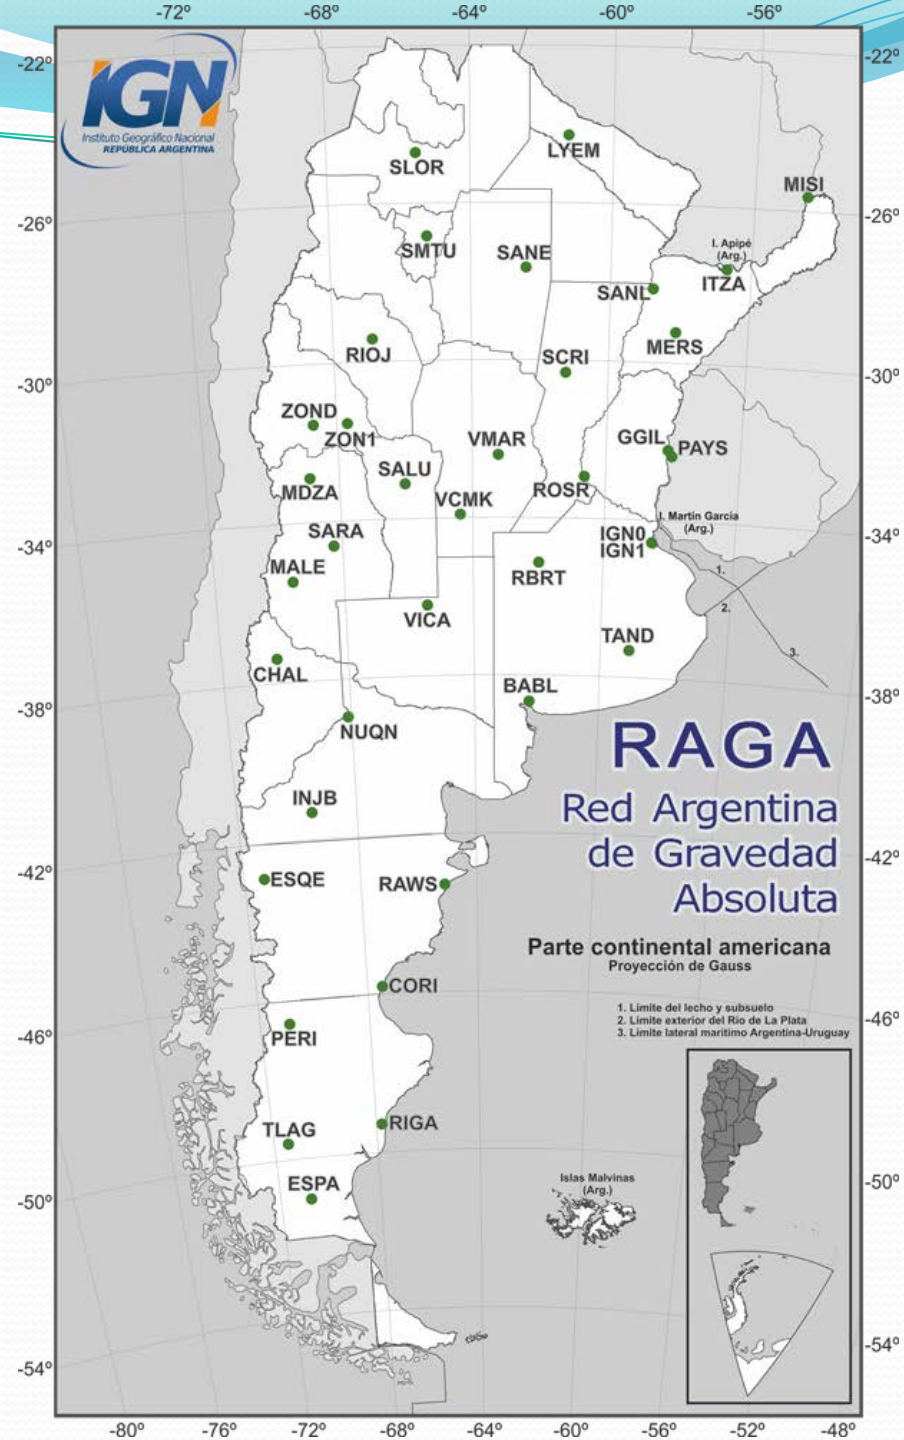 -72º -68º -64º -60º -56º
-22º -22º
IGN
Instituto Geográfico Nacional
REPÚBLICA ARGENTINA
LYEM
SLOR
MISI
-26º -26º
I. Apipé
(Arg.)
SMTU
SANE
ITZA
SANL
MERS
RIOJ
SCRI
-30º -30º
ZOND
ZON1
VMAR
GGIL
PAYS
SALU
MDZA
VCMK
ROSR
I. Martín García
(Arg.)
SARA
IGN0
IGN1
-34º -34º
MALE
RBRT
1.
2.
VICA
TAND
3.
CHAL
BABL
-38º -38º
NUQN
RAGA
Red Argentina
de Gravedad
Absoluta
INJB
-42º -42º
ESQE
RAWS
Parte continental americana
Proyección de Gauss
CORI
1. Limite del lecho y subsuelo
2. Limite exterior del Rio de La Plata
3. Limite lateral maritimo Argentina-Uruguay
-46º -46º
PERI
TLAG
RIGA
ESPA
Islas Malvinas
(Arg.)
-50º -50º
-54º -54º
-80º -76º -72º -68º -64º -60º -56º -52º -48º